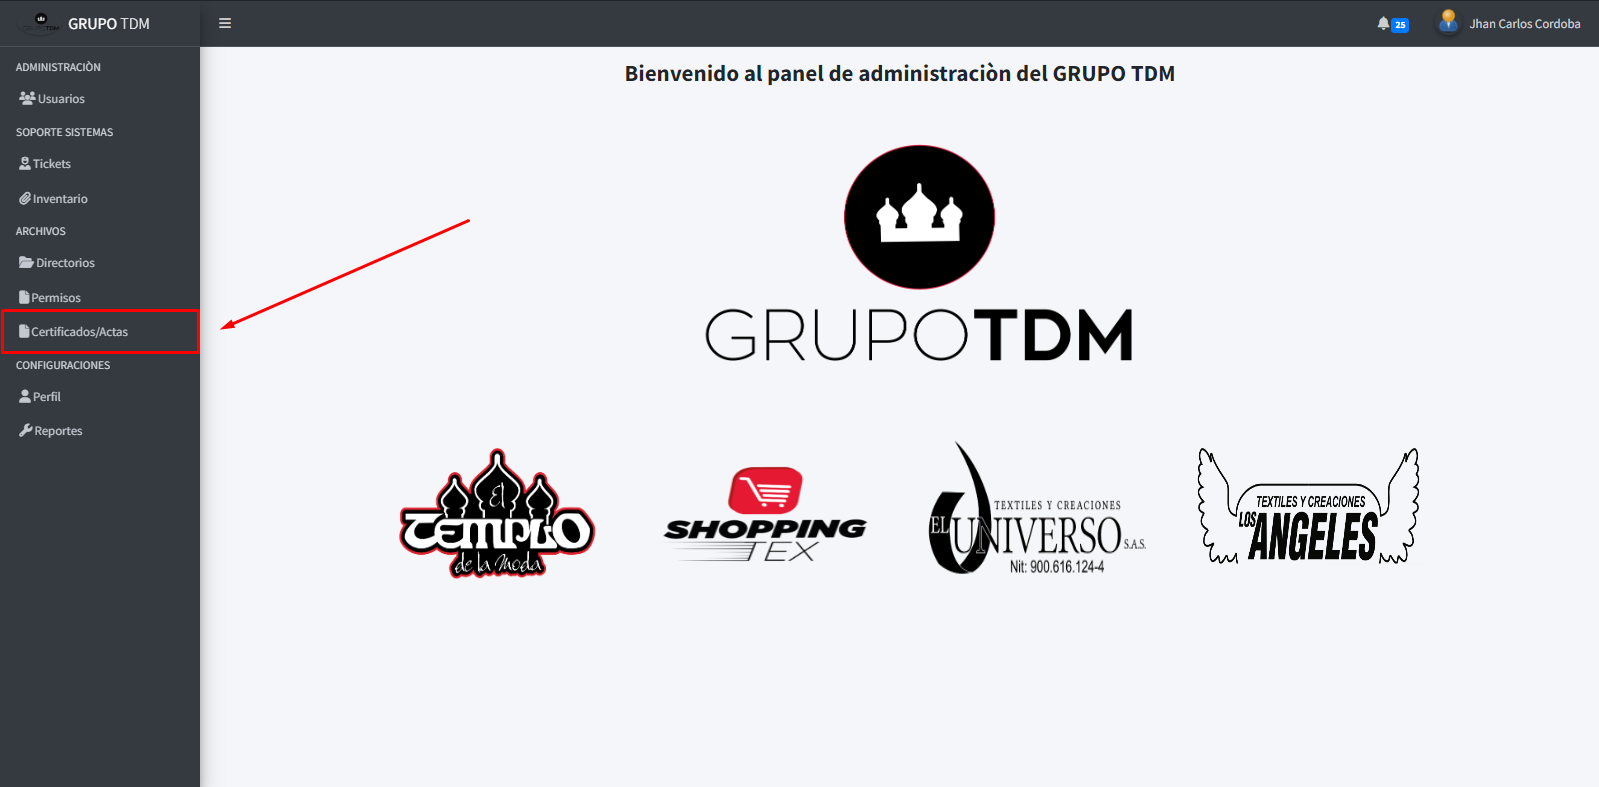 GRUPO TDM
25
Jhan Carlos Cordoba
ADMINISTRACIÒN
Usuarios
SOPORTE SISTEMAS
Tickets
Inventario
ARCHIVOS
Directorios
Permisos
Certificados/Actas
CONFIGURACIONES
Perfil
Reportes
Bienvenido al panel de administraciòn del GRUPO TDM
GRUPOTDM
El
TEMPLO
de la Moda
SHOPPING
TEX
TEXTILES Y CREACIONES
EL UNIVERSO S.A.S.
Nit: 900.616.124-4
TEXTILES Y CREACIONES
LOS ANGELES